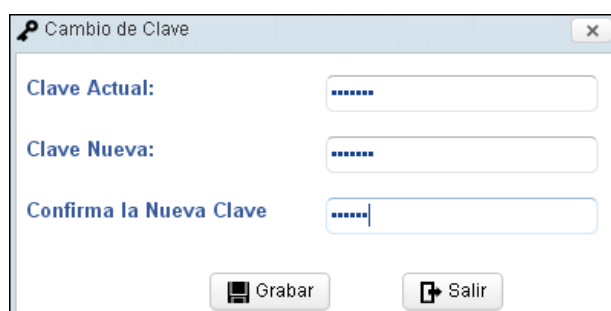 Cambio de Clave
Clave Actual: •••••••
Clave Nueva: •••••••
Confirma la Nueva Clave ••••••
Grabar Salir